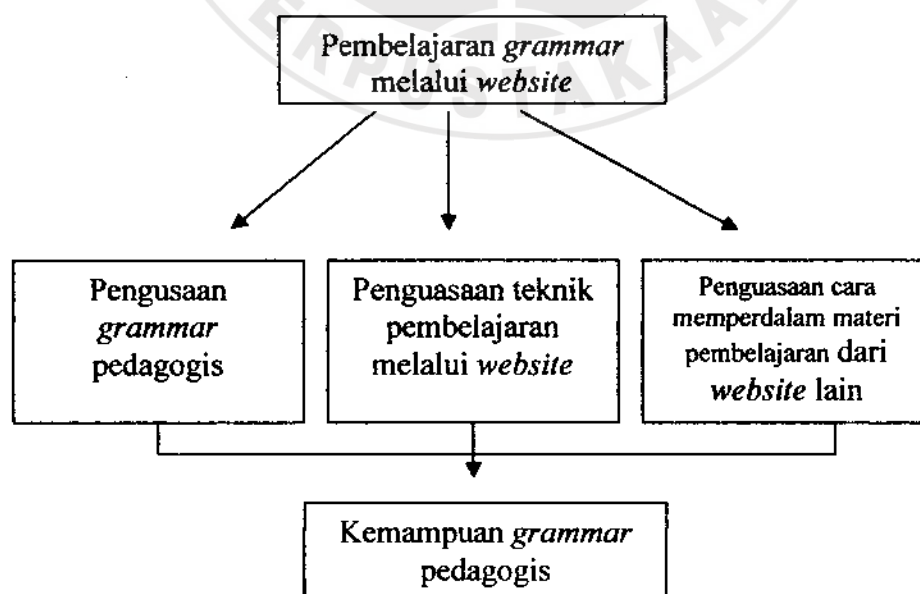 Pembelajaran grammar
melalui website
ERPUSTAKAA
Pengusaan
grammar
pedagogis
Penguasaan teknik
pembelajaran
melalui website
Penguasaan cara
memperdalam materi
pembelajaran dari
website lain
Kemampuan grammar
pedagogis